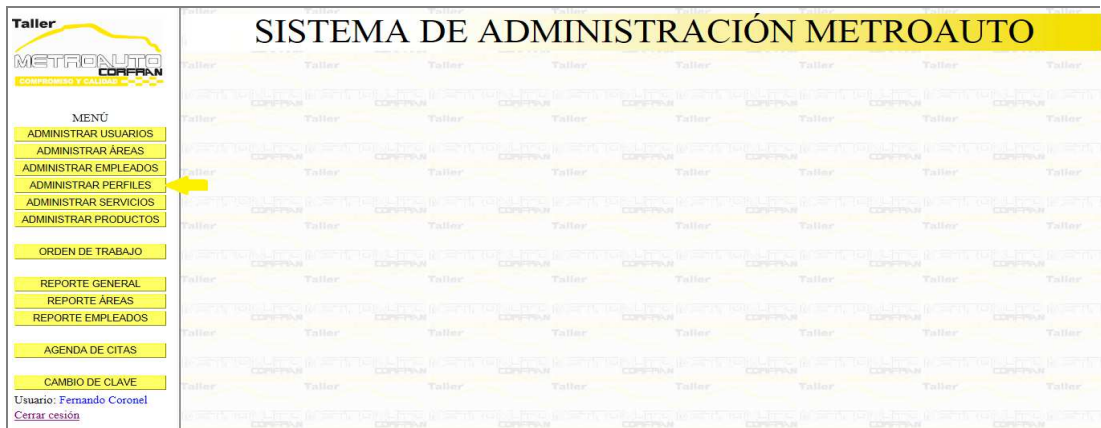 Taller
METROAUTO
CORFRAN
COMPROMISO Y CALIDAD
SISTEMA DE ADMINISTRACIÓN METROAUTO
MENÚ
ADMINISTRAR USUARIOS
ADMINISTRAR ÁREAS
ADMINISTRAR EMPLEADOS
ADMINISTRAR PERFILES
ADMINISTRAR SERVICIOS
ADMINISTRAR PRODUCTOS
ORDEN DE TRABAJO
REPORTE GENERAL
REPORTE ÁREAS
REPORTE EMPLEADOS
AGENDA DE CITAS
CAMBIO DE CLAVE
Usuario: Fernando Coronel
Cerrar cesión